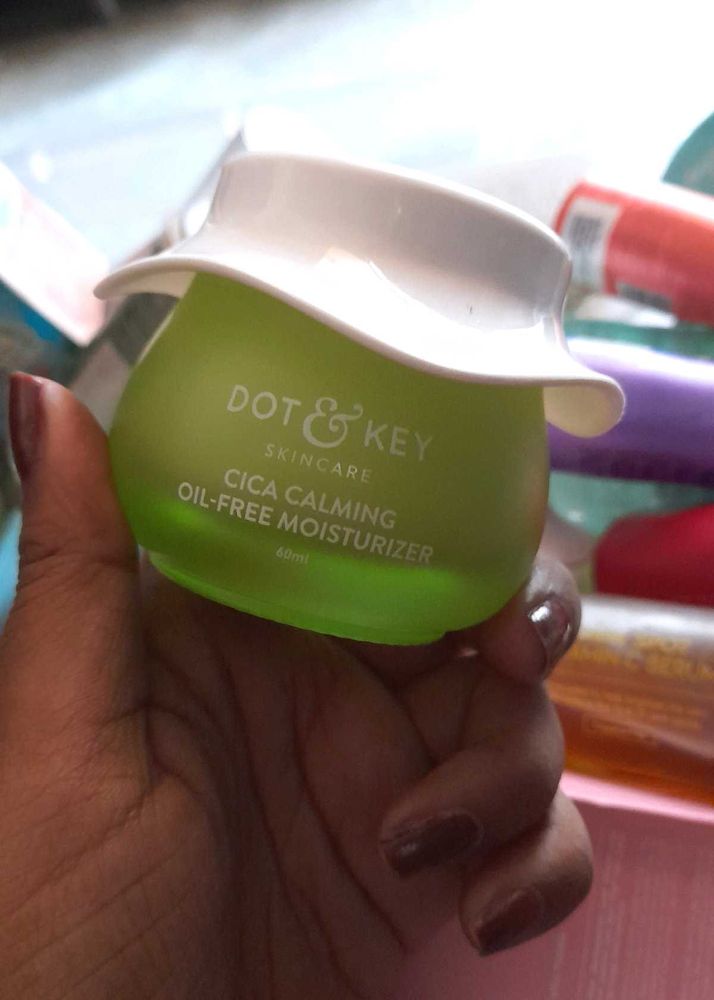 DOT & KEY
SKINCARE
CICA CALMING
OIL-FREE MOISTURIZER
60ml